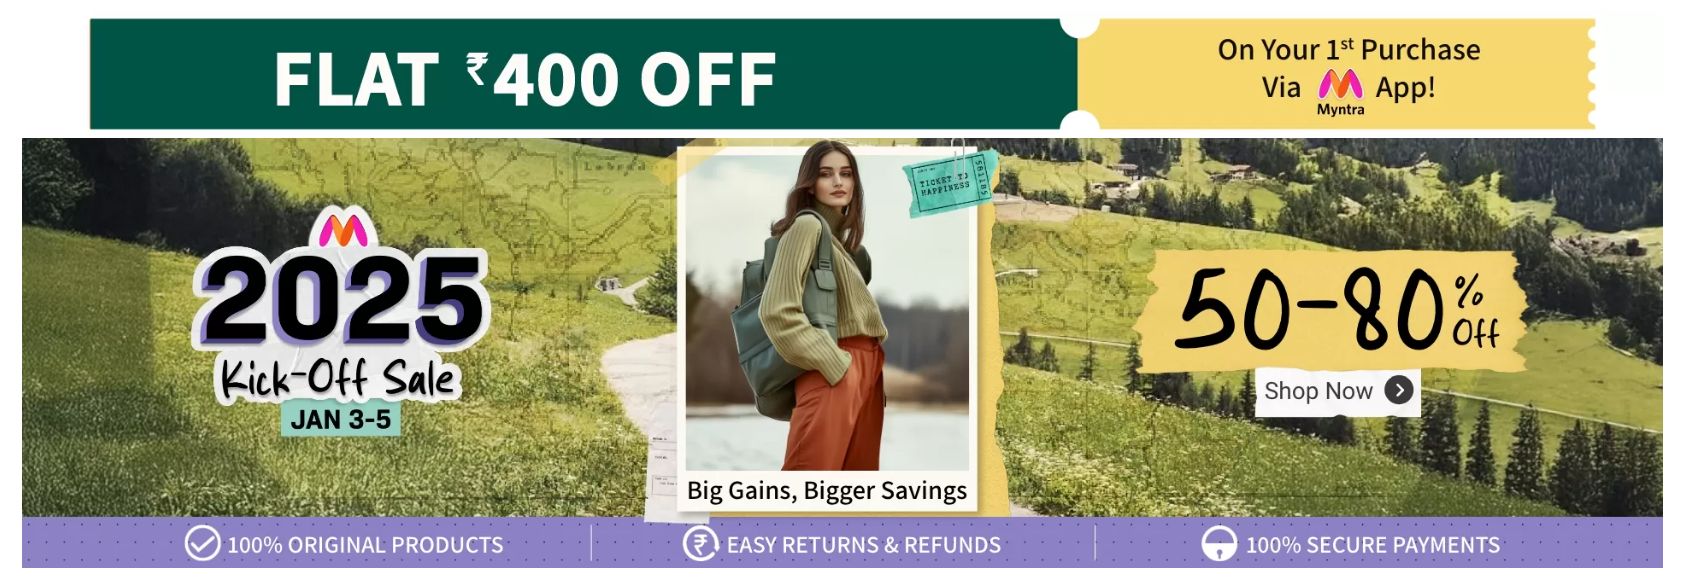 FLAT ₹400 OFF
On Your 1st Purchase
Via Myntra App!
2025
Kick-Off Sale
JAN 3-5
TICKET TO
HAPPINESS
Big Gains, Bigger Savings
50-80% Off
Shop Now
100% ORIGINAL PRODUCTS
EASY RETURNS & REFUNDS
100% SECURE PAYMENTS